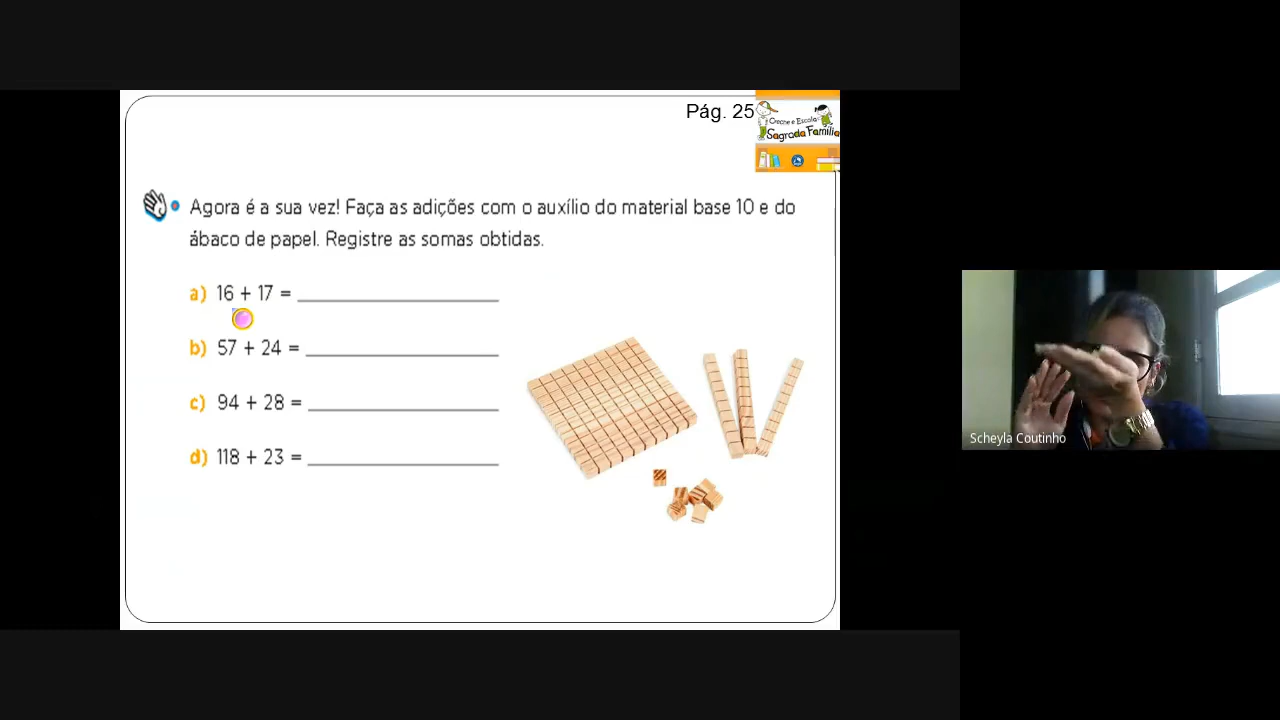 Pág. 25
Creche e Escola
Sagrada Família
Agora é a sua vez! Faça as adições com o auxílio do material base 10 e do
ábaco de papel. Registre as somas obtidas.
a) 16 + 17 =
b) 57 + 24 =
c) 94 + 28 =
d) 118 + 23 =
Scheyla Coutinho